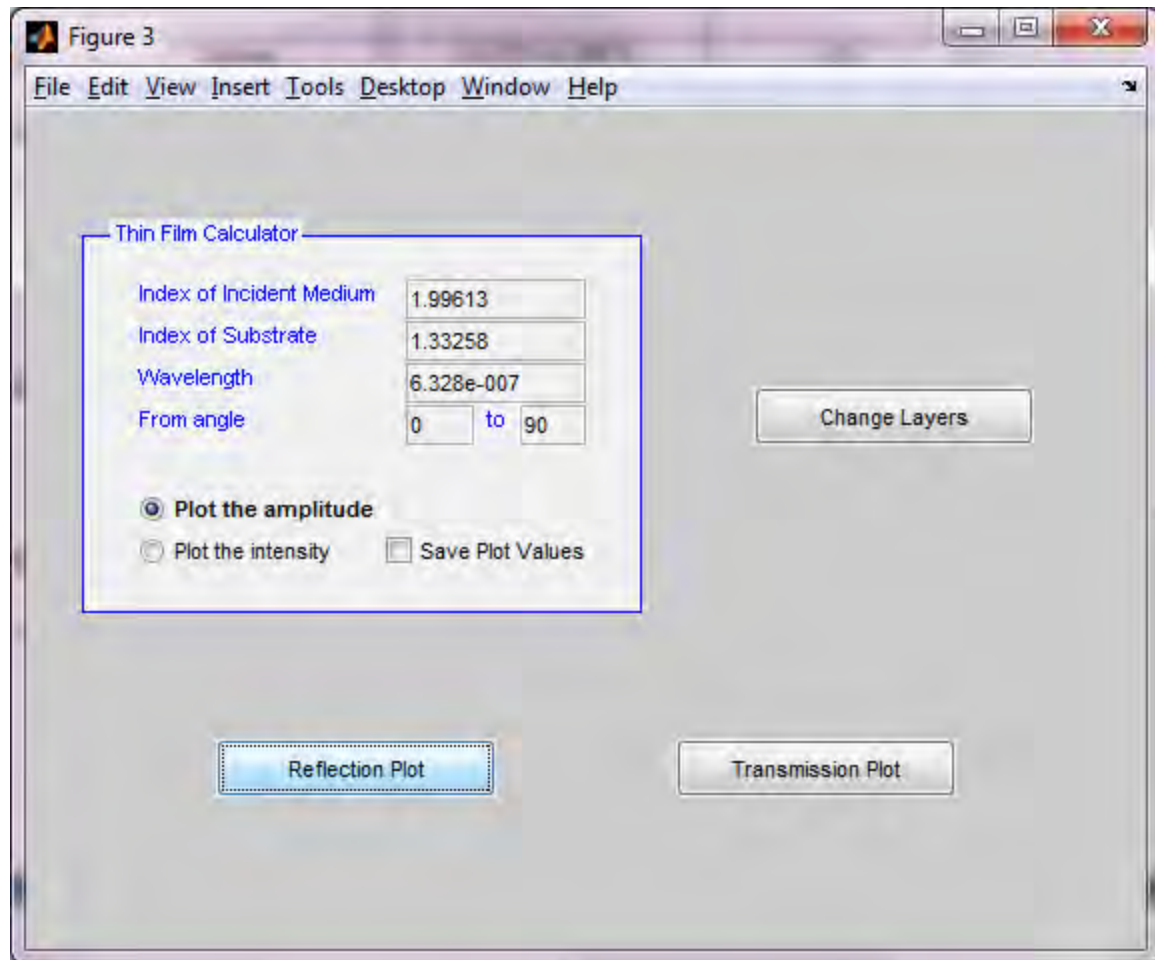 Figure 3
File Edit View Insert Tools Desktop Window Help
Thin Film Calculator
Index of Incident Medium 1.99613
Index of Substrate 1.33258
Wavelength 6.328e-007
From angle 0 to 90
Plot the amplitude
Plot the intensity Save Plot Values
Change Layers
Reflection Plot Transmission Plot